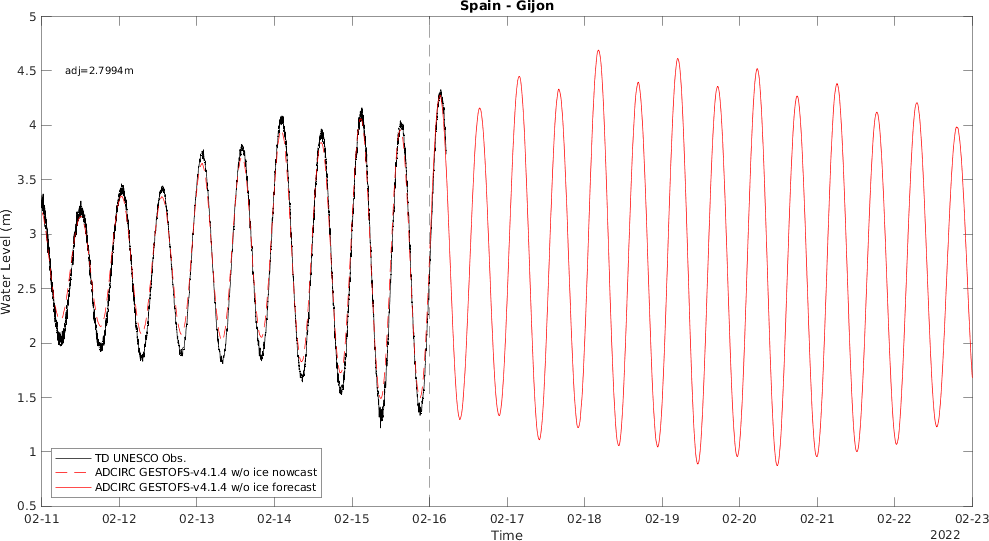 Spain - Gijon
5
4.5
4
3.5
3
2.5
2
1.5
1
0.5
Water Level (m)
adj=2.7994m
TD UNESCO Obs.
ADCIRC GESTOFS-v4.1.4 w/o ice nowcast
ADCIRC GESTOFS-v4.1.4 w/o ice forecast
02-11 02-12 02-13 02-14 02-15 02-16 02-17 02-18 02-19 02-20 02-21 02-22 02-23
Time
2022